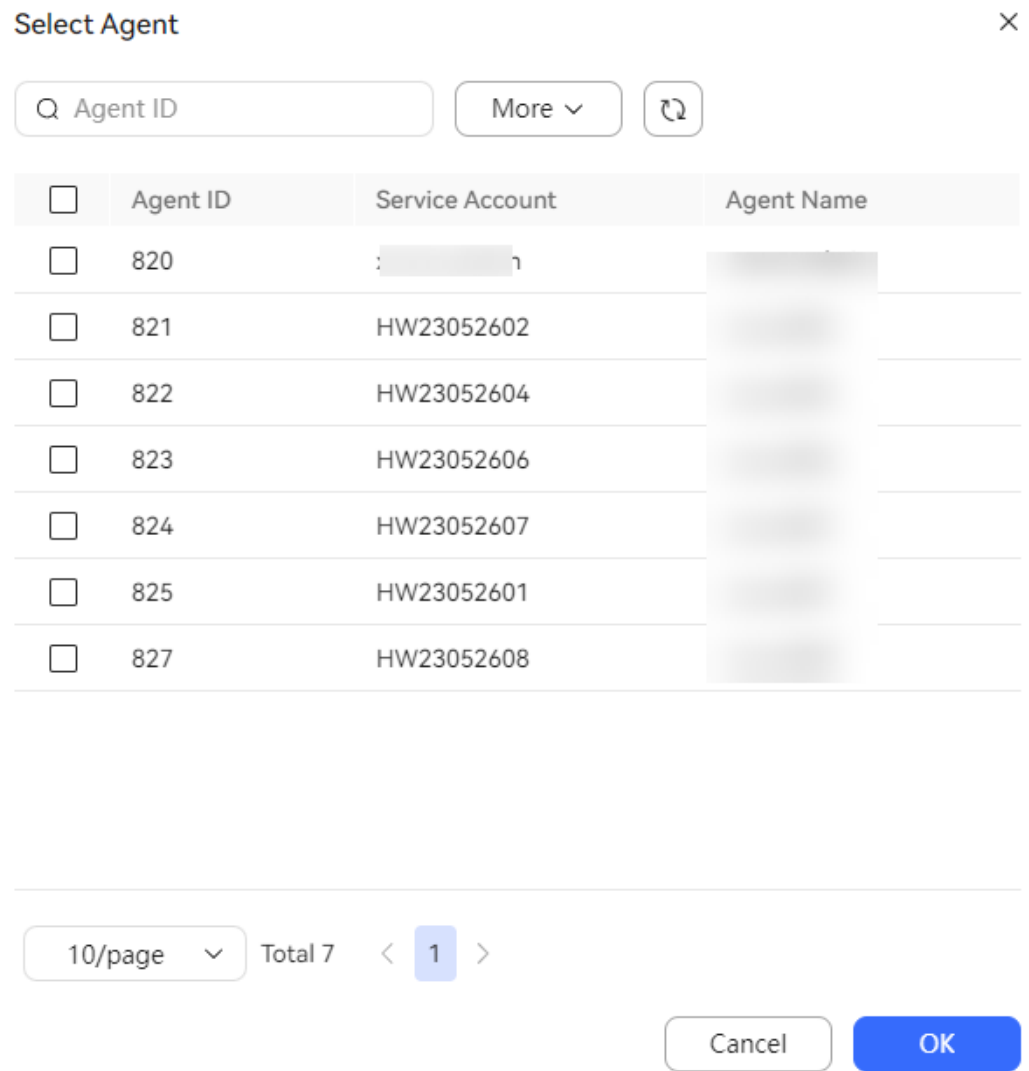 Select Agent
Agent ID More
Agent ID Service Account Agent Name
820
821 HW23052602
822 HW23052604
823 HW23052606
824 HW23052607
825 HW23052601
827 HW23052608
10/page Total 7 1
Cancel OK